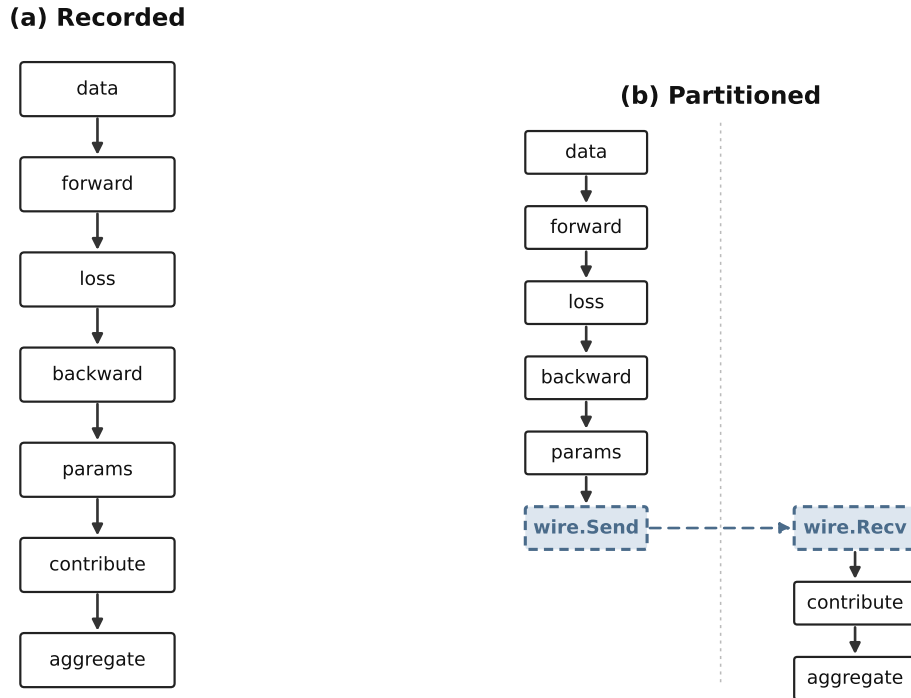 (a) Recorded
data
forward
loss
backward
params
contribute
aggregate
(b) Partitioned
data
forward
loss
backward
params
wire.Send
wire.Recv
contribute
aggregate